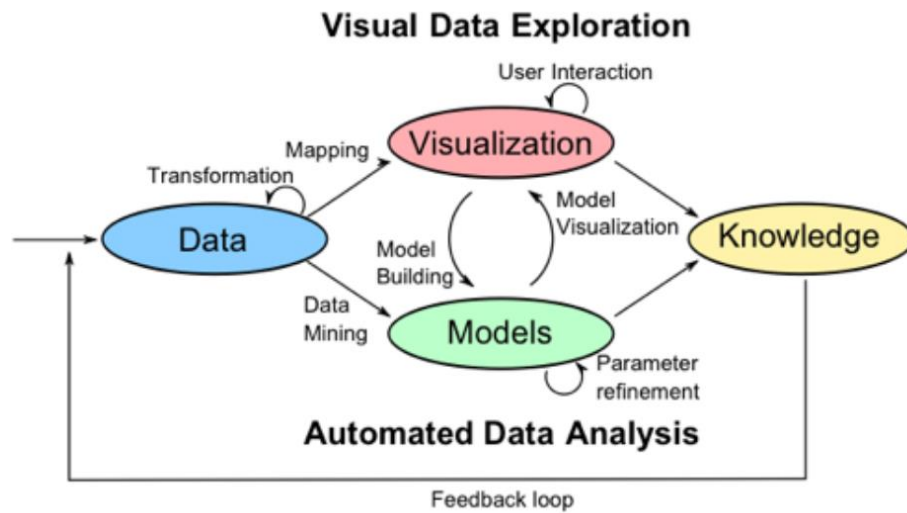 Visual Data Exploration
User Interaction
Visualization
Mapping
Transformation
Data
Model
Building
Model
Visualization
Knowledge
Data
Mining
Models
Parameter
refinement
Automated Data Analysis
Feedback loop